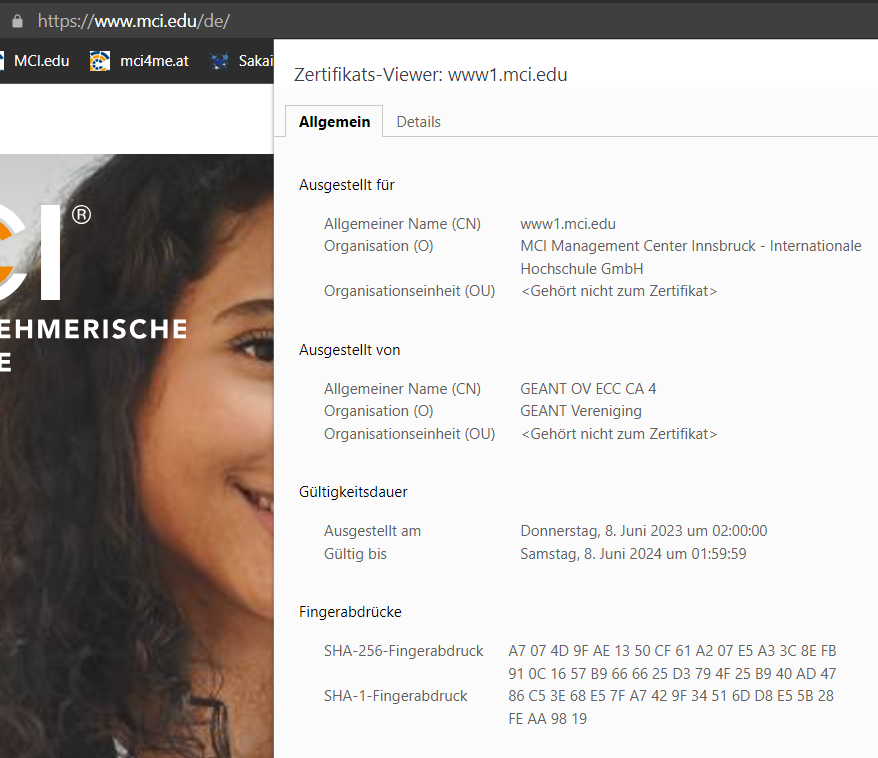 https://www.mci.edu/de/
MCI.edu mci4me.at Sakai
Zertifikats-Viewer: www1.mci.edu
Allgemein Details
Ausgestellt für
Allgemeiner Name (CN) www1.mci.edu
Organisation (O) MCI Management Center Innsbruck - Internationale
Hochschule GmbH
Organisationseinheit (OU) <Gehört nicht zum Zertifikat>
Ausgestellt von
Allgemeiner Name (CN) GEANT OV ECC CA 4
Organisation (O) GEANT Vereniging
Organisationseinheit (OU) <Gehört nicht zum Zertifikat>
Gültigkeitsdauer
Ausgestellt am Donnerstag, 8. Juni 2023 um 02:00:00
Gültig bis Samstag, 8. Juni 2024 um 01:59:59
Fingerabdrücke
SHA-256-Fingerabdruck A7 07 4D 9F AE 13 50 CF 61 A2 07 E5 A3 3C 8E FB
91 0C 16 57 B9 66 66 25 D3 79 4F 25 B9 40 AD 47
SHA-1-Fingerabdruck 86 C5 3E 68 E5 7F A7 42 9F 34 51 6D D8 E5 5B 28
FE AA 98 19
CI®
EHMERISCHE
E